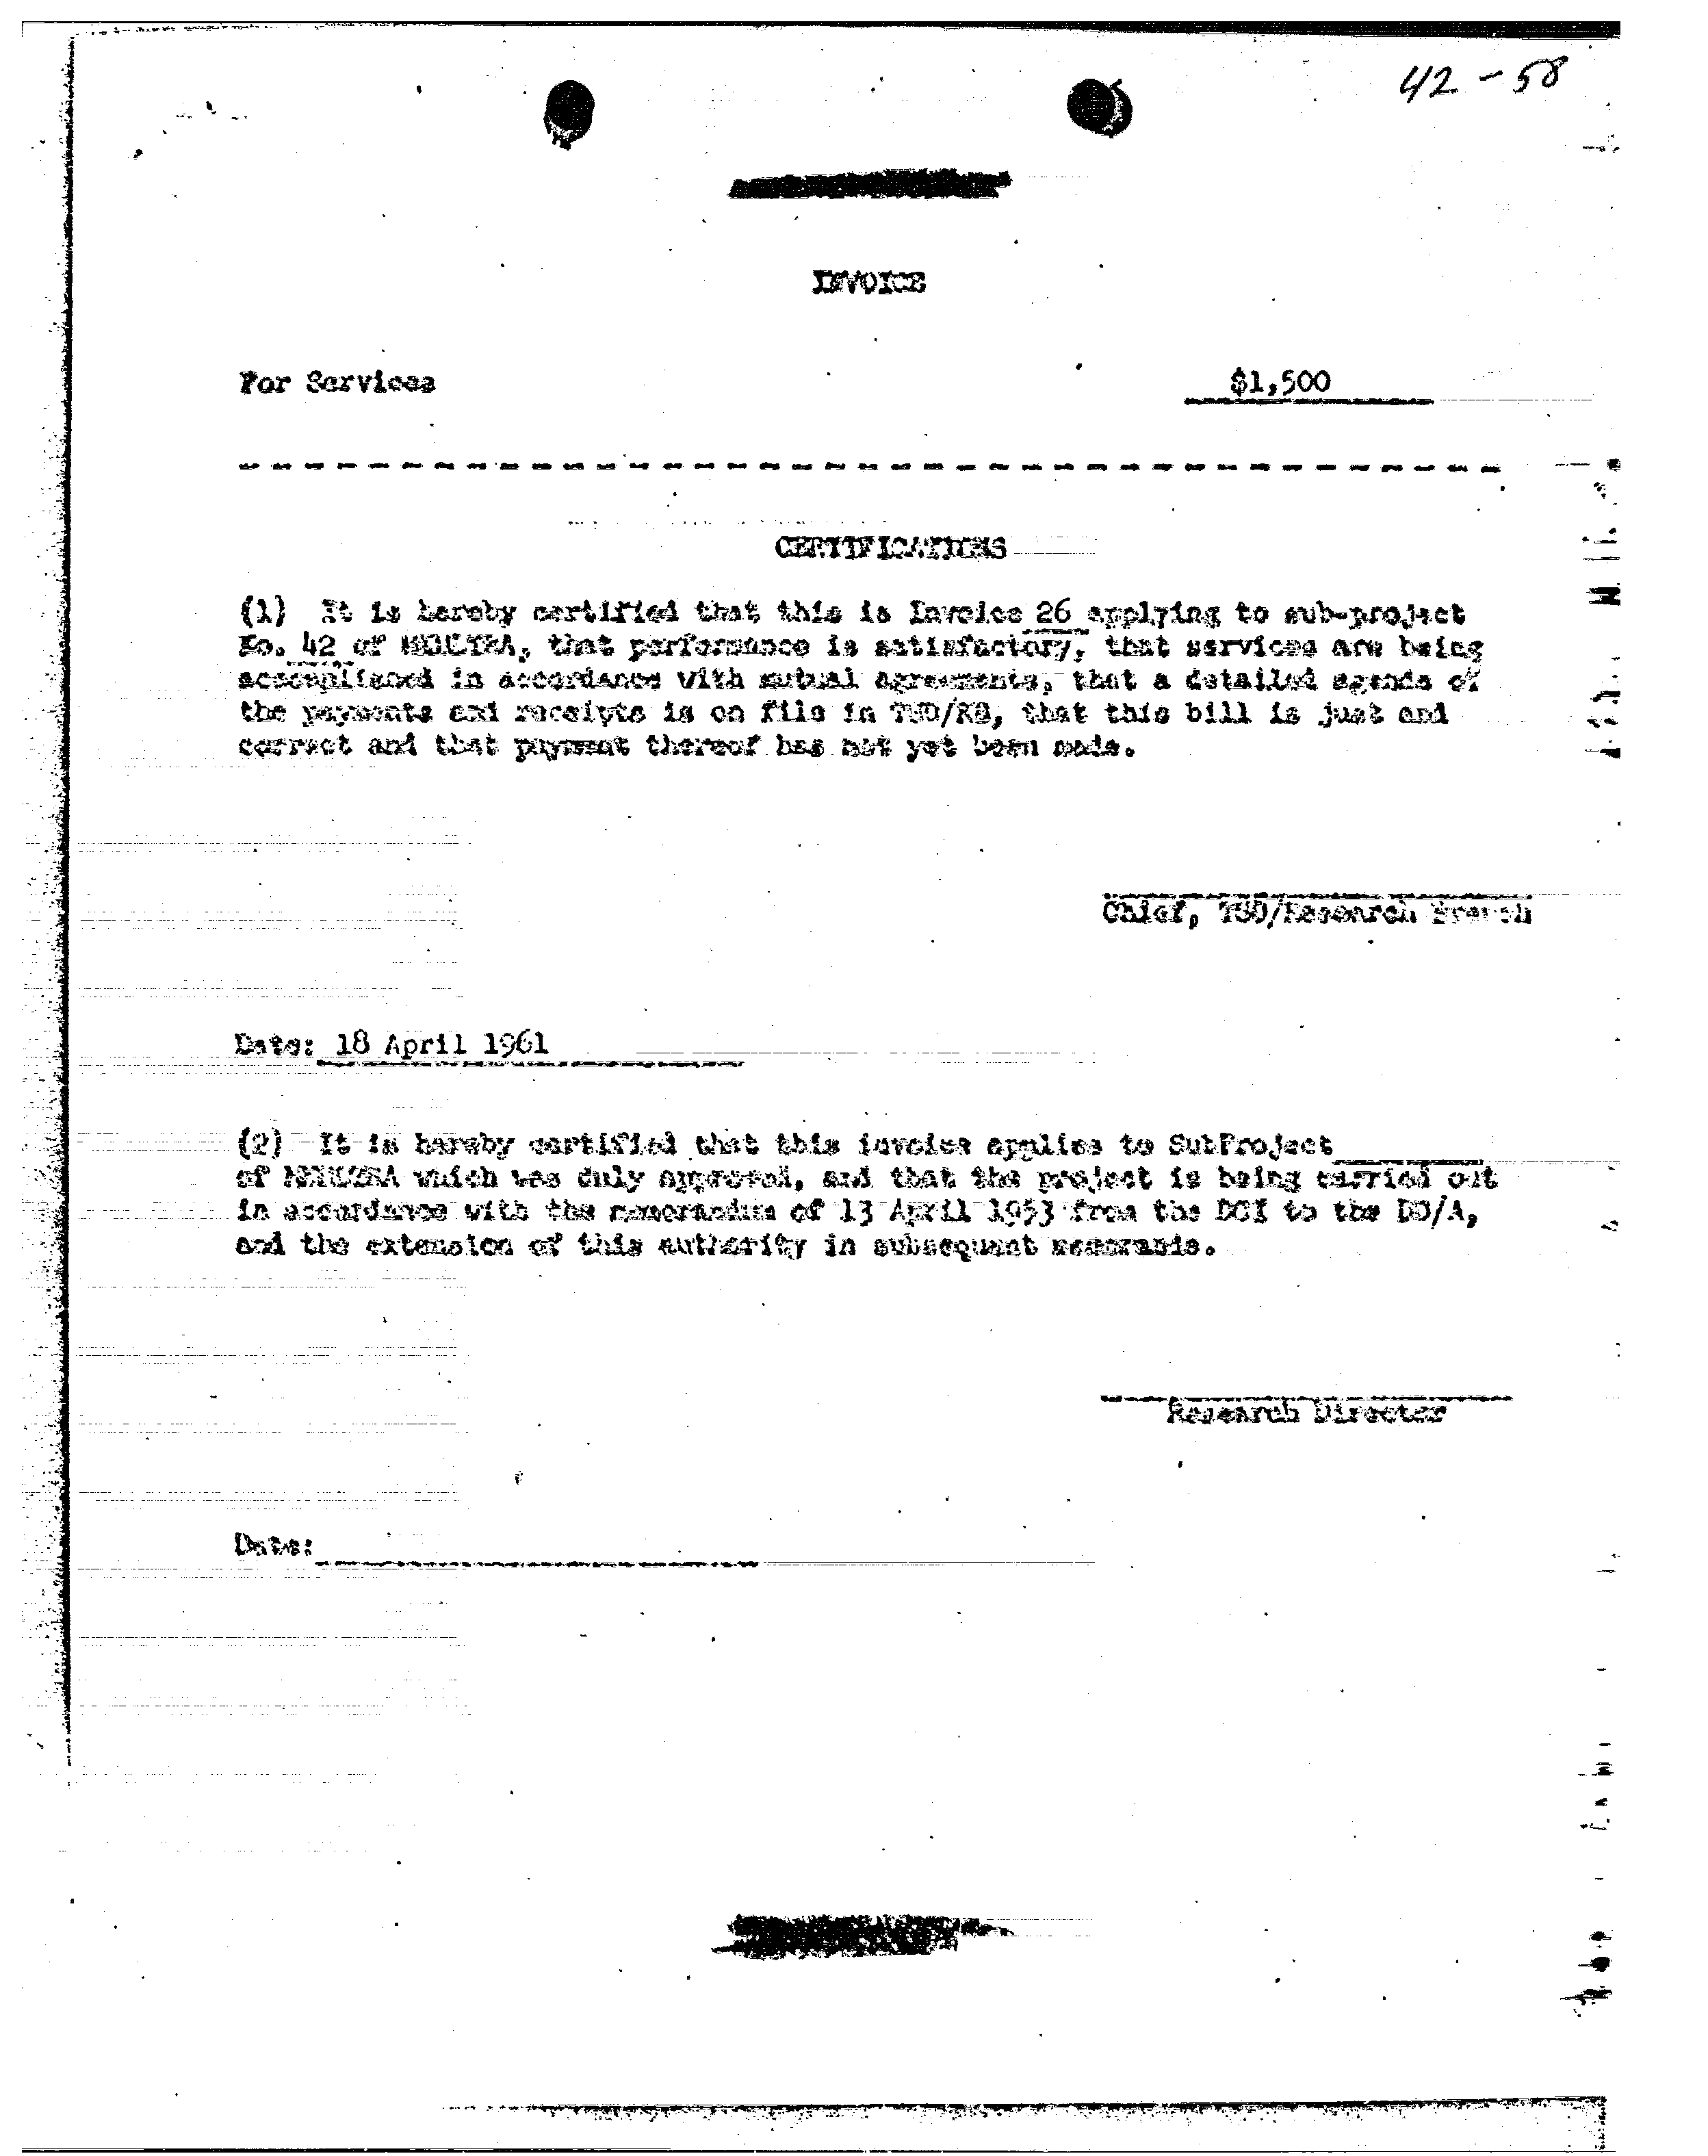 42-58
INVOICE
For Services $1,500
CERTIFICATIONS
(1) It is hereby certified that this is Invoice 26 applying to sub-project
No. 42 of MKULTRA, that performance is satisfactory, that services are being
accomplished in accordance with mutual agreements, that a detailed agenda of
the payments and receipts is on file in TSD/RB, that this bill is just and
correct and that payment thereof has not yet been made.
Chief, TSD/Research Branch
Date: 18 April 1961
(2) It is hereby certified that this invoice applies to SubProject
of MKULTRA which was duly approved, and that the project is being carried out
in accordance with the memorandum of 13 April 1953 from the DCI to the DD/A,
and the extension of this authority in subsequent memoranda.
Research Director
Date: